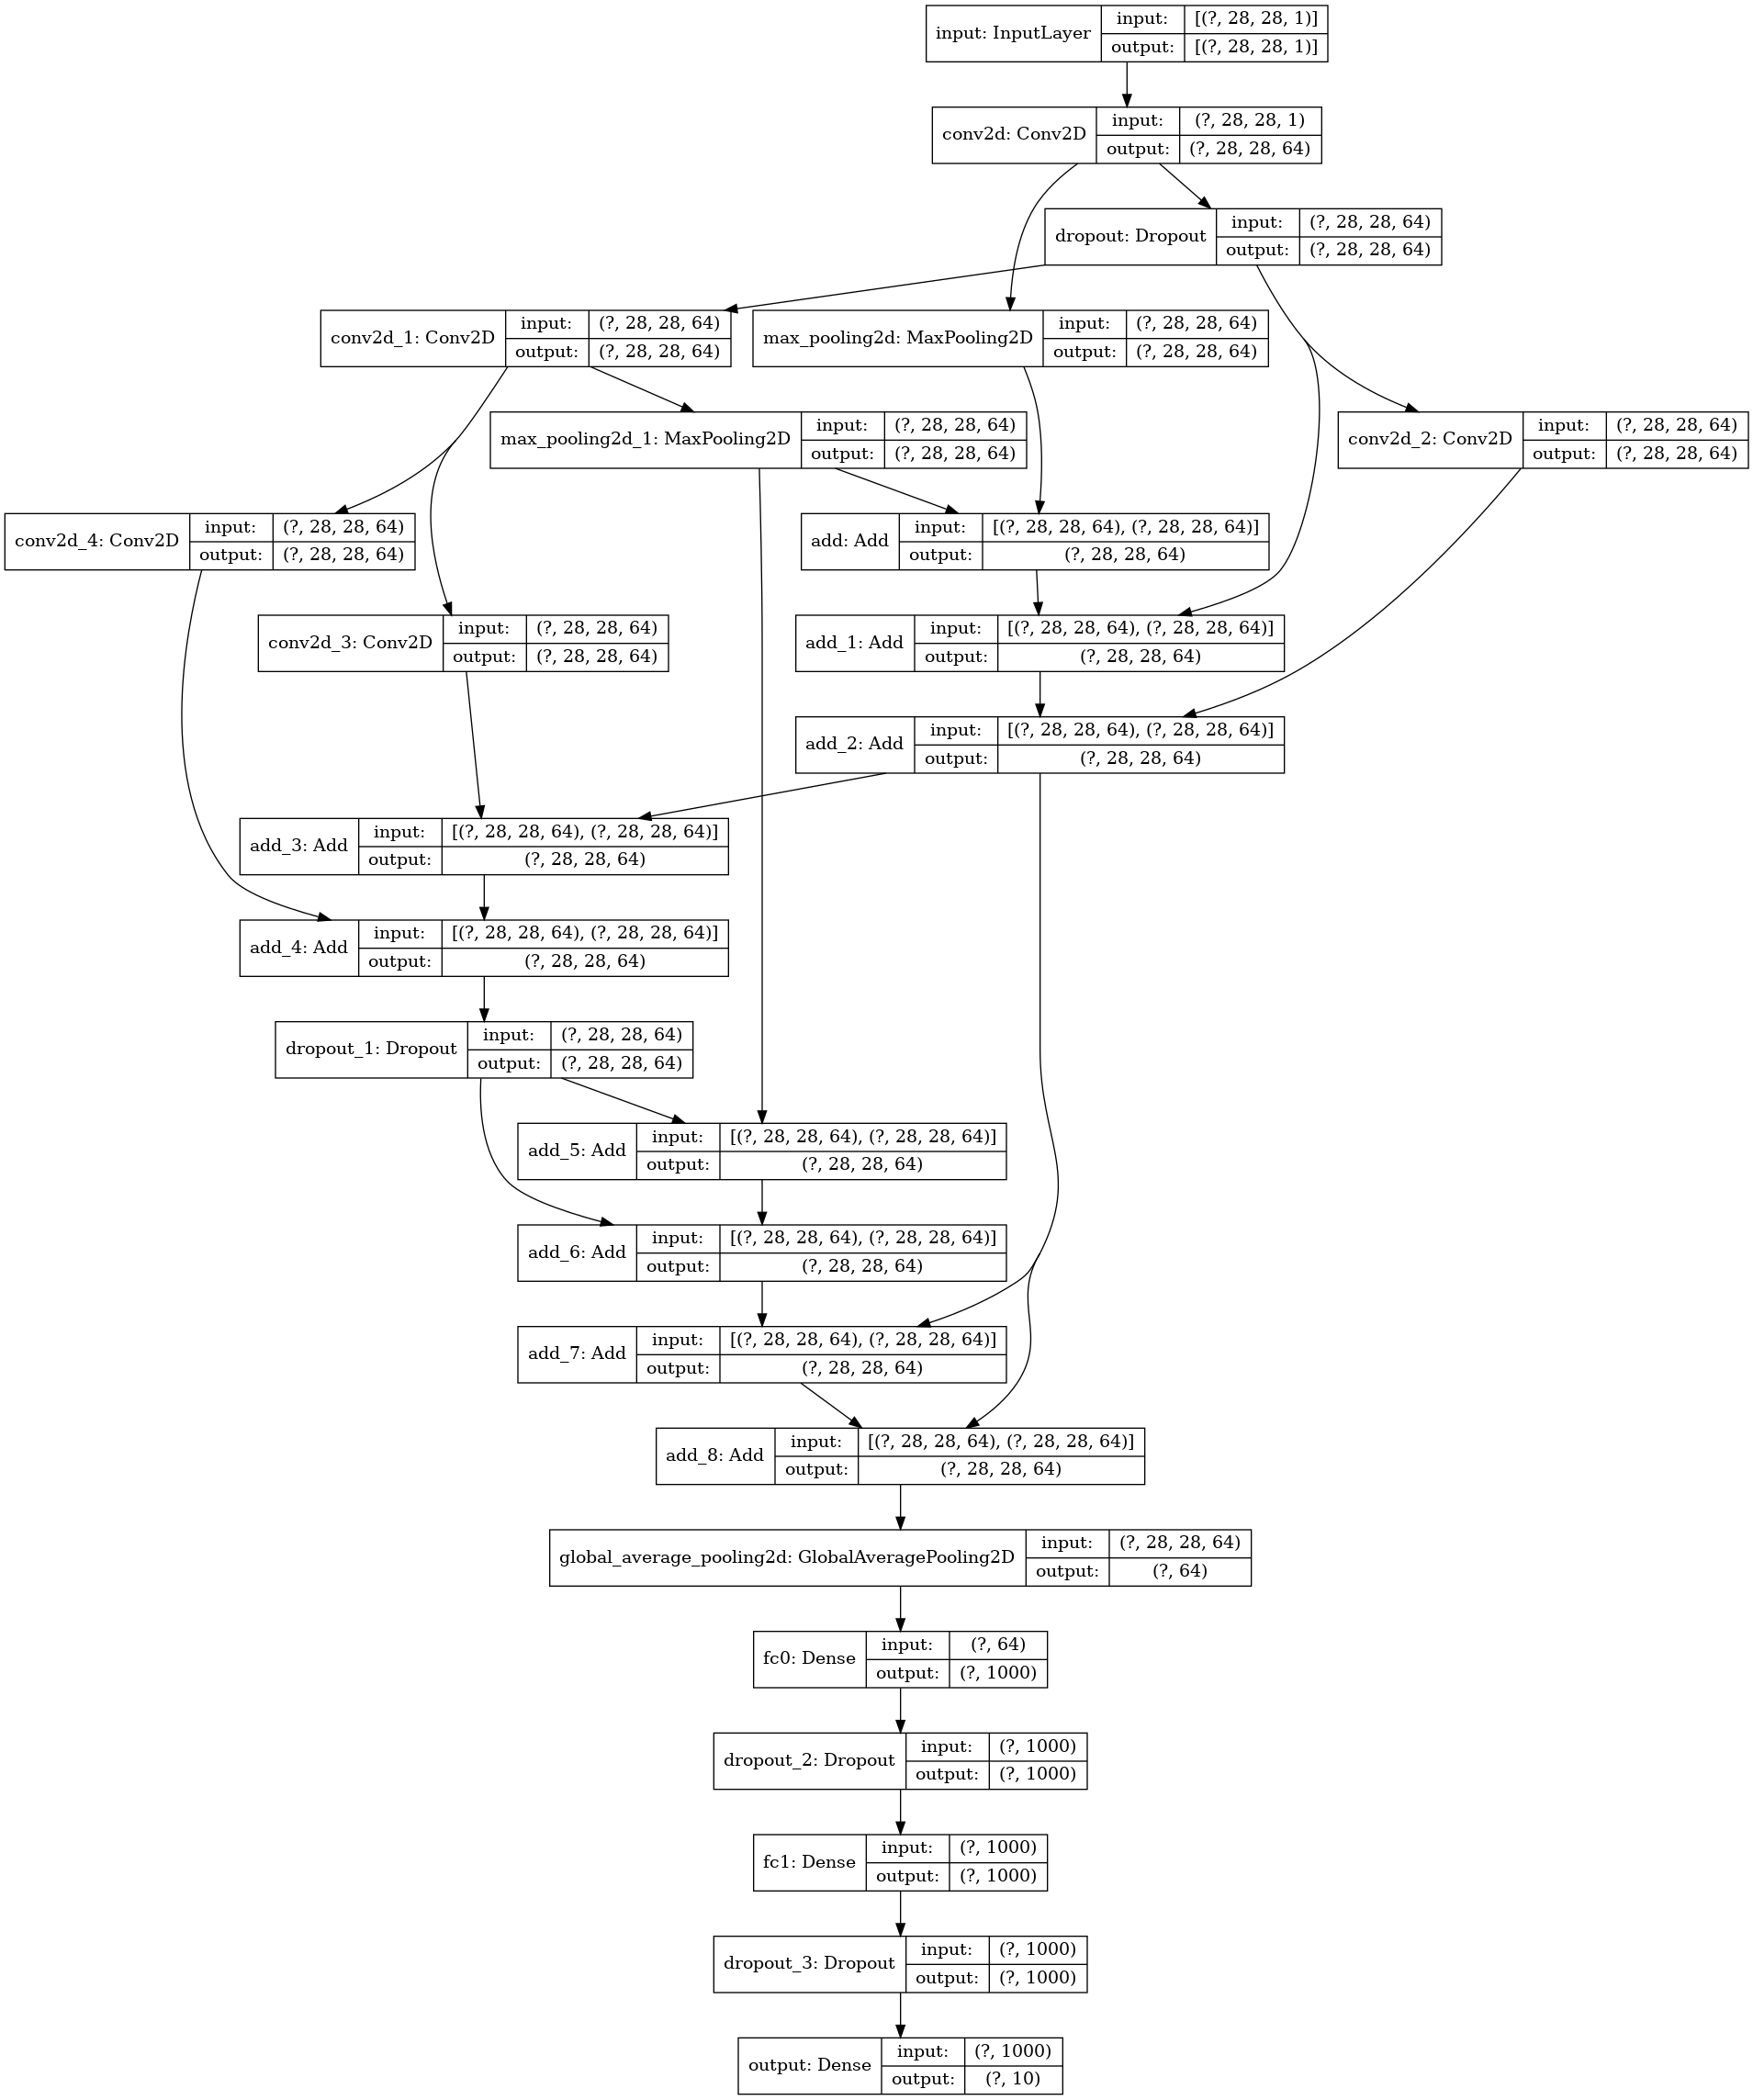 input: InputLayer
input:
[(?, 28, 28, 1)]
output:
[(?, 28, 28, 1)]
conv2d: Conv2D
input:
(?, 28, 28, 1)
output:
(?, 28, 28, 64)
dropout: Dropout
input:
(?, 28, 28, 64)
output:
(?, 28, 28, 64)
conv2d_1: Conv2D
input:
(?, 28, 28, 64)
output:
(?, 28, 28, 64)
max_pooling2d: MaxPooling2D
input:
(?, 28, 28, 64)
output:
(?, 28, 28, 64)
max_pooling2d_1: MaxPooling2D
input:
(?, 28, 28, 64)
output:
(?, 28, 28, 64)
conv2d_2: Conv2D
input:
(?, 28, 28, 64)
output:
(?, 28, 28, 64)
conv2d_4: Conv2D
input:
(?, 28, 28, 64)
output:
(?, 28, 28, 64)
add: Add
input:
[(?, 28, 28, 64), (?, 28, 28, 64)]
output:
(?, 28, 28, 64)
conv2d_3: Conv2D
input:
(?, 28, 28, 64)
output:
(?, 28, 28, 64)
add_1: Add
input:
[(?, 28, 28, 64), (?, 28, 28, 64)]
output:
(?, 28, 28, 64)
add_2: Add
input:
[(?, 28, 28, 64), (?, 28, 28, 64)]
output:
(?, 28, 28, 64)
add_3: Add
input:
[(?, 28, 28, 64), (?, 28, 28, 64)]
output:
(?, 28, 28, 64)
add_4: Add
input:
[(?, 28, 28, 64), (?, 28, 28, 64)]
output:
(?, 28, 28, 64)
dropout_1: Dropout
input:
(?, 28, 28, 64)
output:
(?, 28, 28, 64)
add_5: Add
input:
[(?, 28, 28, 64), (?, 28, 28, 64)]
output:
(?, 28, 28, 64)
add_6: Add
input:
[(?, 28, 28, 64), (?, 28, 28, 64)]
output:
(?, 28, 28, 64)
add_7: Add
input:
[(?, 28, 28, 64), (?, 28, 28, 64)]
output:
(?, 28, 28, 64)
add_8: Add
input:
[(?, 28, 28, 64), (?, 28, 28, 64)]
output:
(?, 28, 28, 64)
global_average_pooling2d: GlobalAveragePooling2D
input:
(?, 28, 28, 64)
output:
(?, 64)
fc0: Dense
input:
(?, 64)
output:
(?, 1000)
dropout_2: Dropout
input:
(?, 1000)
output:
(?, 1000)
fc1: Dense
input:
(?, 1000)
output:
(?, 1000)
dropout_3: Dropout
input:
(?, 1000)
output:
(?, 1000)
output: Dense
input:
(?, 1000)
output:
(?, 10)